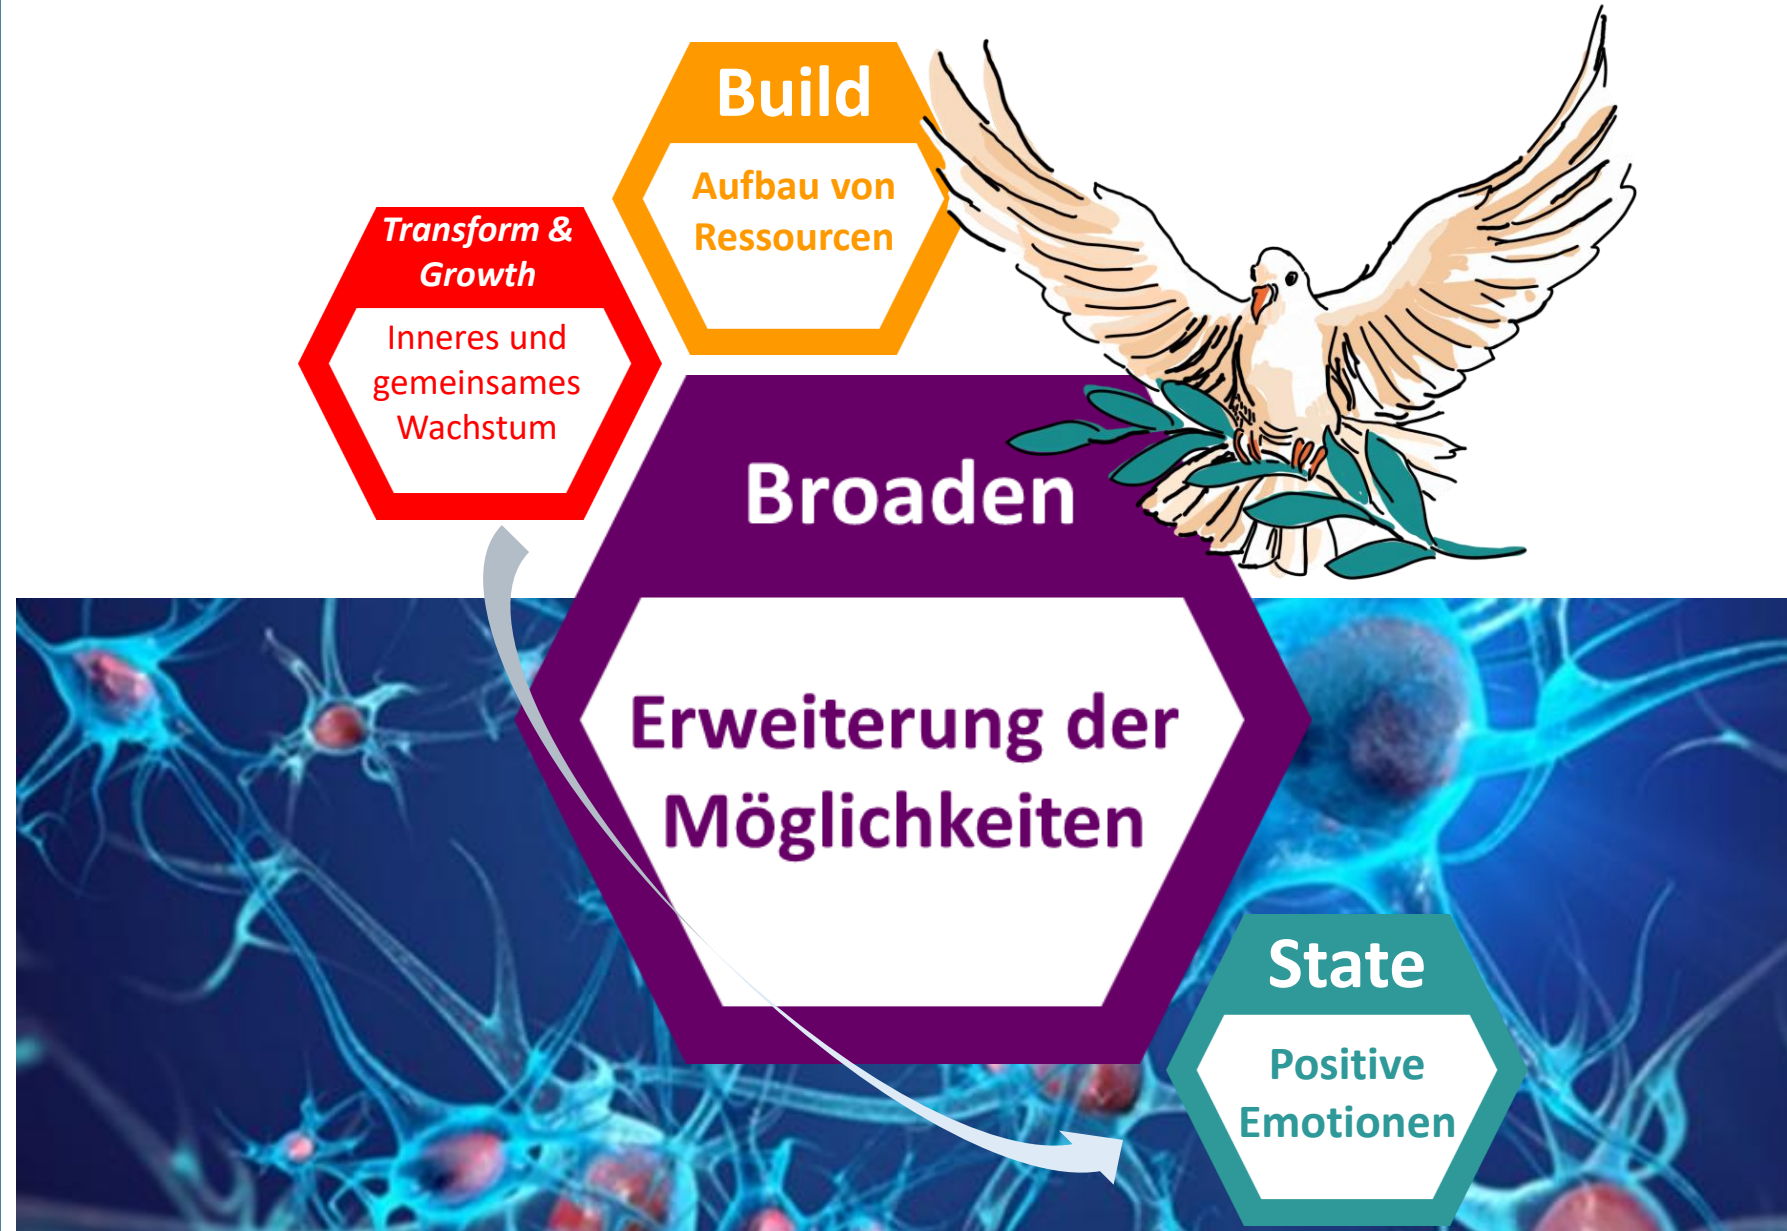 Build
Aufbau von
Ressourcen
Transform &
Growth
Inneres und
gemeinsames
Wachstum
Broaden
Erweiterung der
Möglichkeiten
State
Positive
Emotionen